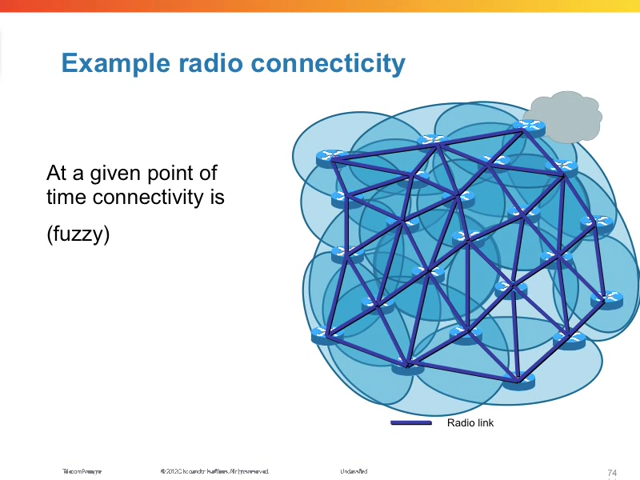 Example radio connecticity
At a given point of
time connectivity is
(fuzzy)
Radio link
74